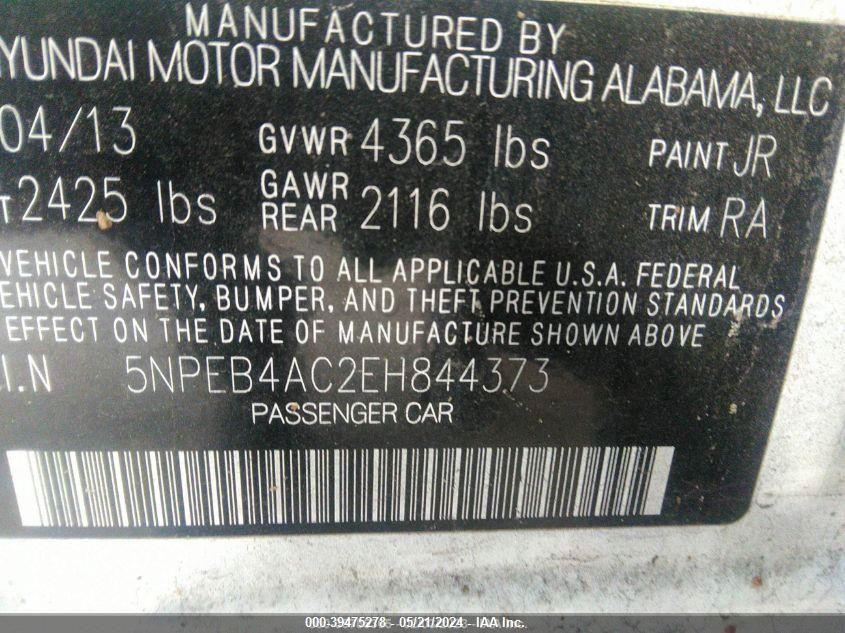 MANUFACTURED BY
YUNDAI MOTOR MANUFACTURING ALABAMA, LLC
04/13 GVWR 4365 lbs PAINT JR
T 2425 lbs GAWR REAR 2116 lbs TRIM RA
VEHICLE CONFORMS TO ALL APPLICABLE U.S.A. FEDERAL
EHICLE SAFETY, BUMPER, AND THEFT PREVENTION STANDARDS
EFFECT ON THE DATE OF MANUFACTURE SHOWN ABOVE
I.N 5NPEB4AC2EH844373
PASSENGER CAR
000-39475278 - 05/21/2024 - IAA Inc.